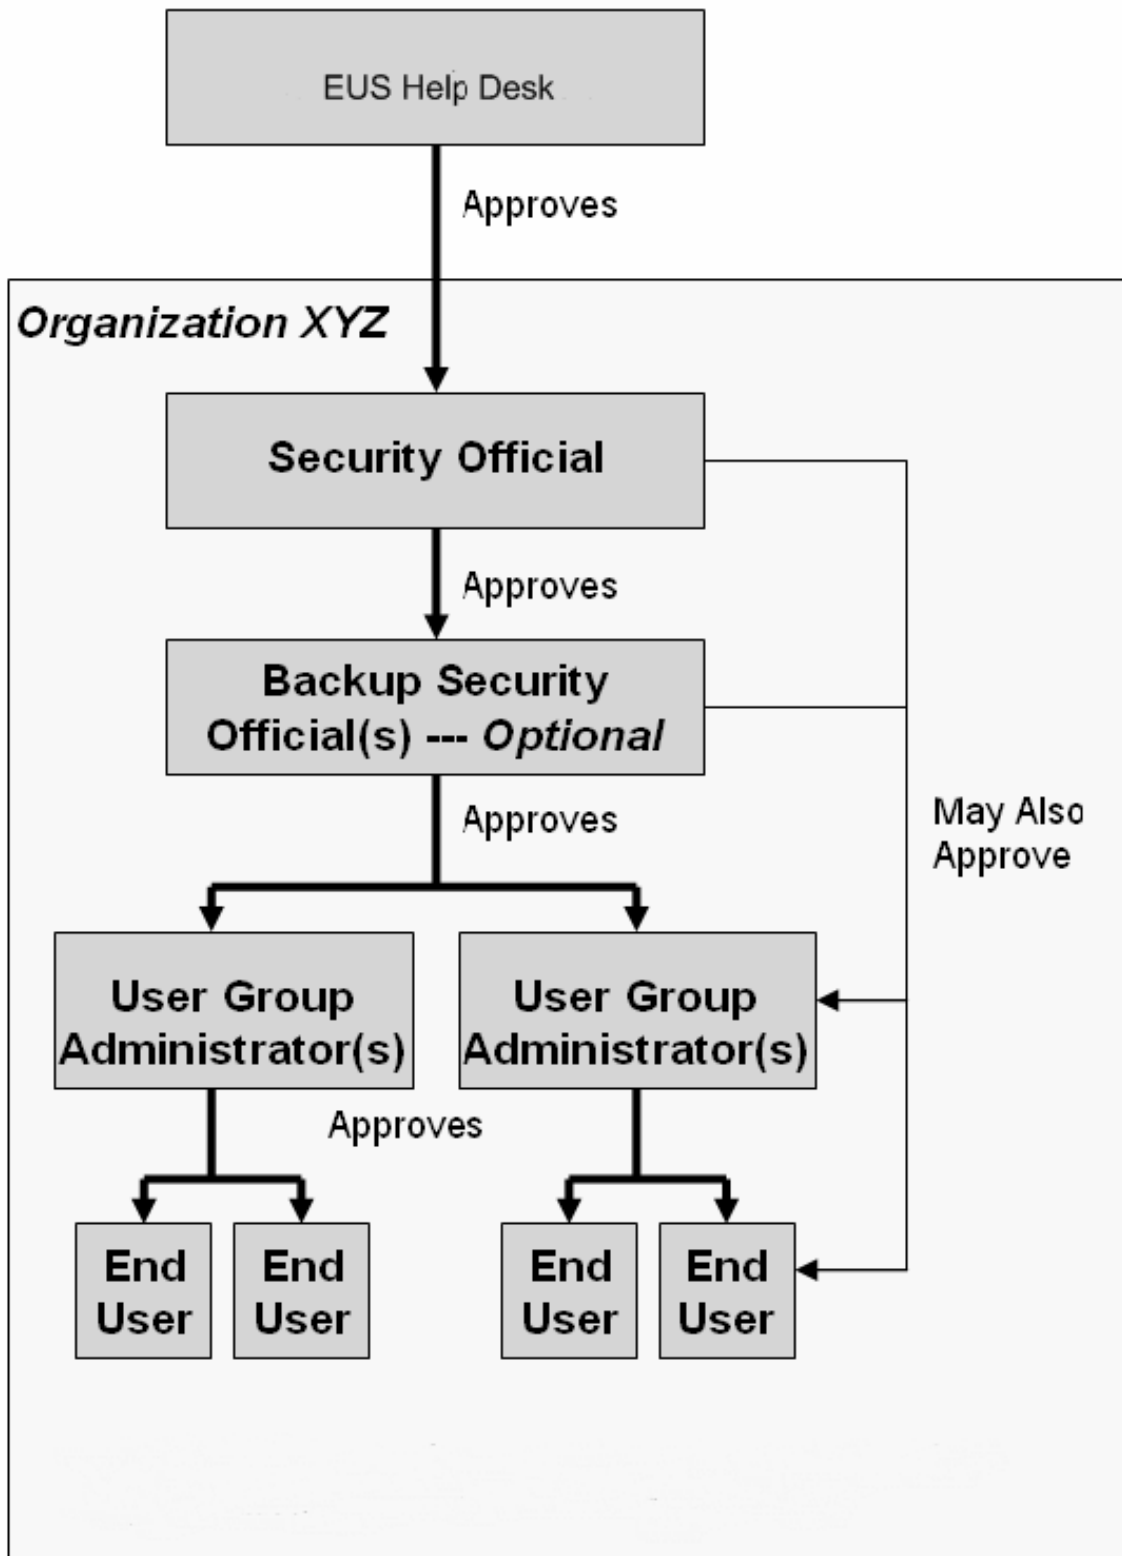 EUS Help Desk
Approves
Organization XYZ
Security Official
Approves
Backup Security
Official(s) --- Optional
Approves
May Also
Approve
User Group
Administrator(s)
User Group
Administrator(s)
Approves
End
User
End
User
End
User
End
User